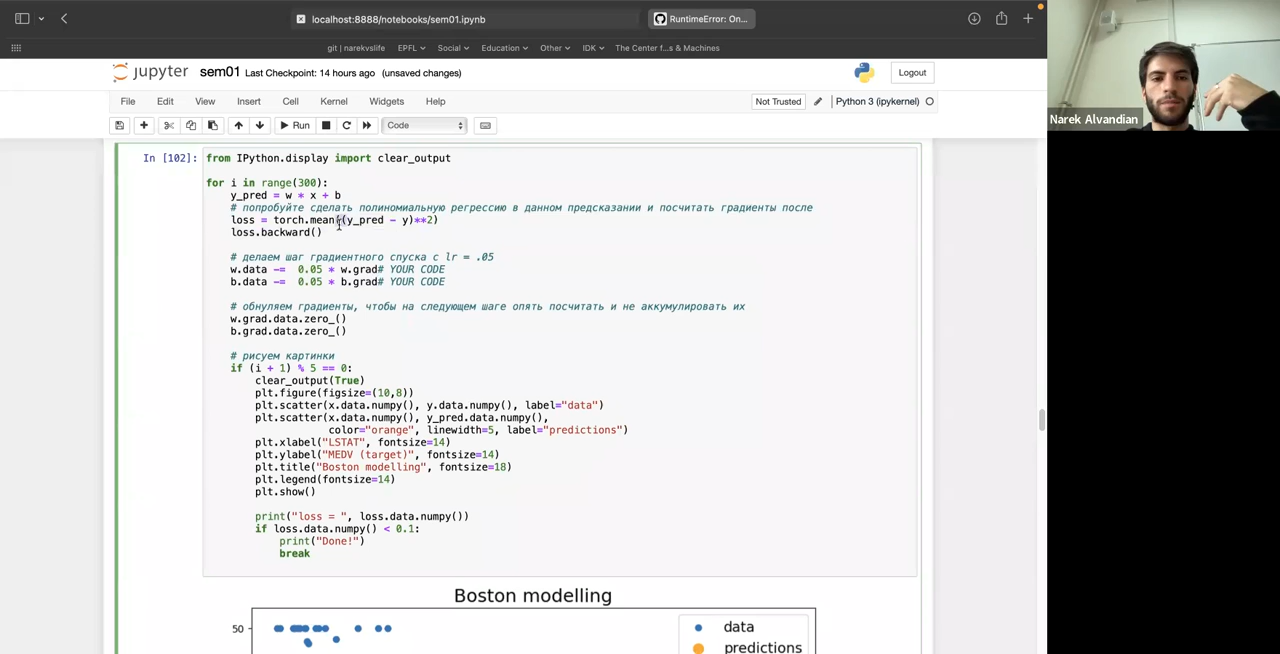 localhost:8888/notebooks/sem01.ipynb
RuntimeError: On...
git | narekvslife EPFL Social Education Other IDK The Center f...s & Machines
jupyter sem01 Last Checkpoint: 14 hours ago (unsaved changes)
Logout
File Edit View Insert Cell Kernel Widgets Help
Not Trusted Python 3 (ipykernel)
Run Code
Narek Alvandian
In [102]: from IPython.display import clear_output
for i in range(300):
y_pred = w * x + b
# попробуйте сделать полиномиальную регрессию в данном предсказании и посчитать градиенты после
loss = torch.mean((y_pred - y)**2)
loss.backward()
# делаем шаг градиентного спуска с lr = .05
w.data -= 0.05 * w.grad# YOUR CODE
b.data -= 0.05 * b.grad# YOUR CODE
# обнуляем градиенты, чтобы на следующем шаге опять посчитать и не аккумулировать их
w.grad.data.zero_()
b.grad.data.zero_()
# рисуем картинки
if (i + 1) % 5 == 0:
clear_output(True)
plt.figure(figsize=(10,8))
plt.scatter(x.data.numpy(), y.data.numpy(), label="data")
plt.scatter(x.data.numpy(), y_pred.data.numpy(),
color="orange", linewidth=5, label="predictions")
plt.xlabel("LSTAT", fontsize=14)
plt.ylabel("MEDV (target)", fontsize=14)
plt.title("Boston modelling", fontsize=18)
plt.legend(fontsize=14)
plt.show()
print("loss = ", loss.data.numpy())
if loss.data.numpy() < 0.1:
print("Done!")
break
Boston modelling
50
data
predictions